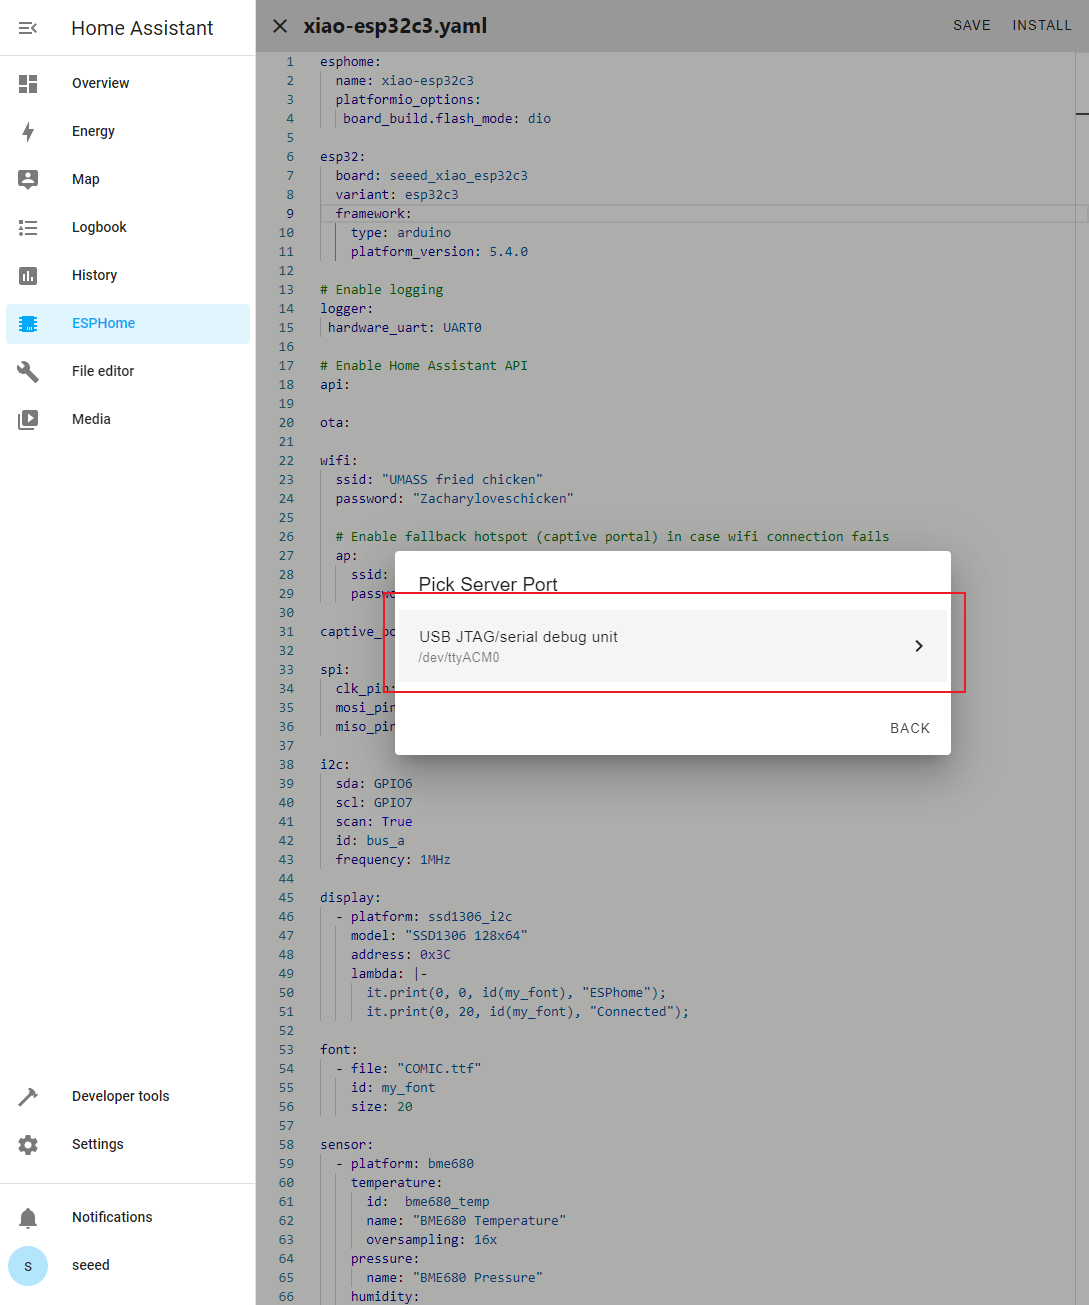 Home Assistant
Overview
Energy
Map
Logbook
History
ESPHome
File editor
Media
Developer tools
Settings
Notifications
s
seeed
xiao-esp32c3.yaml
SAVE
INSTALL
1 esphome:
2   name: xiao-esp32c3
3   platformio_options:
4    board_build.flash_mode: dio
5
6 esp32:
7   board: seeed_xiao_esp32c3
8   variant: esp32c3
9   framework:
10     type: arduino
11     platform_version: 5.4.0
12
13 # Enable logging
14 logger:
15  hardware_uart: UART0
16
17 # Enable Home Assistant API
18 api:
19
20 ota:
21
22 wifi:
23   ssid: "UMASS fried chicken"
24   password: "Zacharyloveschicken"
25
26   # Enable fallback hotspot (captive portal) in case wifi connection fails
27   ap:
28     ssid:
29     passwo
30
31 captive_po
32
33 spi:
34   clk_pin:
35   mosi_pin
36   miso_pin
37
38 i2c:
39   sda: GPIO6
40   scl: GPIO7
41   scan: True
42   id: bus_a
43   frequency: 1MHz
44
45 display:
46   - platform: ssd1306_i2c
47     model: "SSD1306 128x64"
48     address: 0x3C
49     lambda: |-
50       it.print(0, 0, id(my_font), "ESPhome");
51       it.print(0, 20, id(my_font), "Connected");
52
53 font:
54   - file: "COMIC.ttf"
55     id: my_font
56     size: 20
57
58 sensor:
59   - platform: bme680
60     temperature:
61       id:  bme680_temp
62       name: "BME680 Temperature"
63       oversampling: 16x
64     pressure:
65       name: "BME680 Pressure"
66     humidity:
Pick Server Port
USB JTAG/serial debug unit
/dev/ttyACM0
BACK